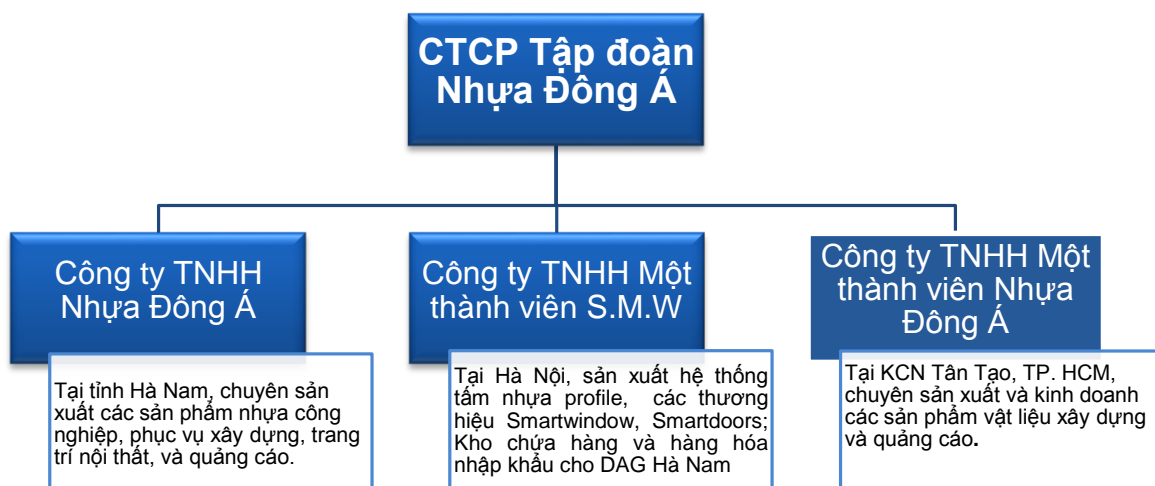 CTCP Tập đoàn
Nhựa Đông Á
Công ty TNHH
Nhựa Đông Á
Tại tỉnh Hà Nam, chuyên sản
xuất các sản phẩm nhựa công
nghiệp, phục vụ xây dựng, trang
trí nội thất, và quảng cáo.
Công ty TNHH Một
thành viên S.M.W
Tại Hà Nội, sản xuất hệ thống
tấm nhựa profile, các thương
hiệu Smartwindow, Smartdoors;
Kho chứa hàng và hàng hóa
nhập khẩu cho DAG Hà Nam
Công ty TNHH Một
thành viên Nhựa
Đông Á
Tại KCN Tân Tạo, TP. HCM,
chuyên sản xuất và kinh doanh
các sản phẩm vật liệu xây dựng
và quảng cáo.